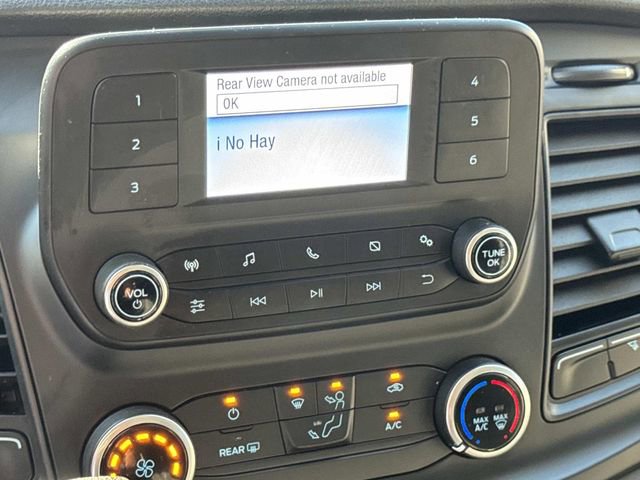 Rear View Camera not available
OK
i No Hay
1
2
3
4
5
6
VOL
TUNE
OK
A/C
REAR
MAX
A/C
MAX